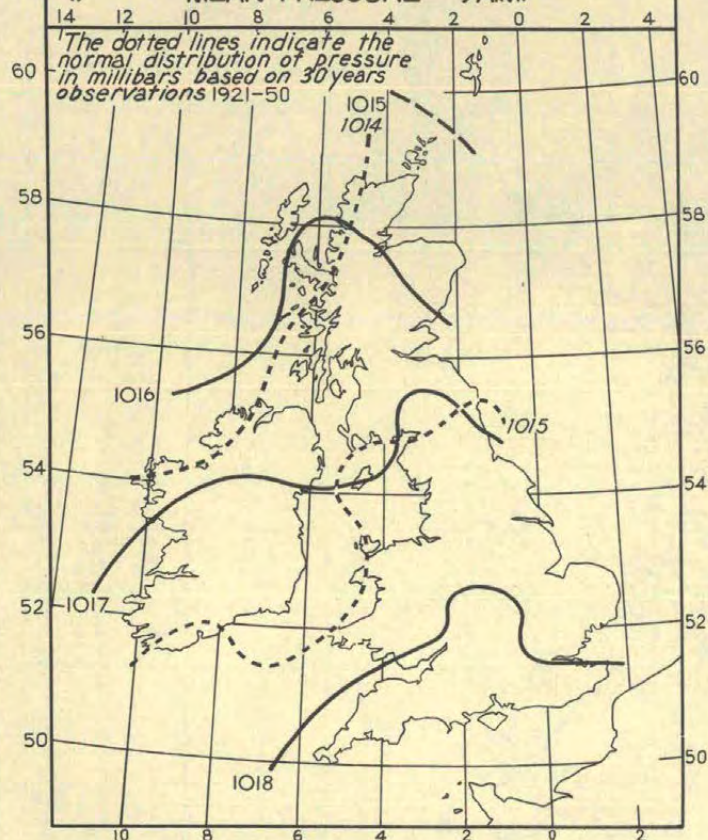 MEAN PRESSURE
14 12 10 8 6 4 2 0 2 4
The dotted lines indicate the
normal distribution of pressure
in millibars based on 30 years
observations 1921-50
60 60
1015
1014
58 58
56 56
1016
1015
54 54
52 52
1017
50 50
1018
10 8 6 4 2 0 2